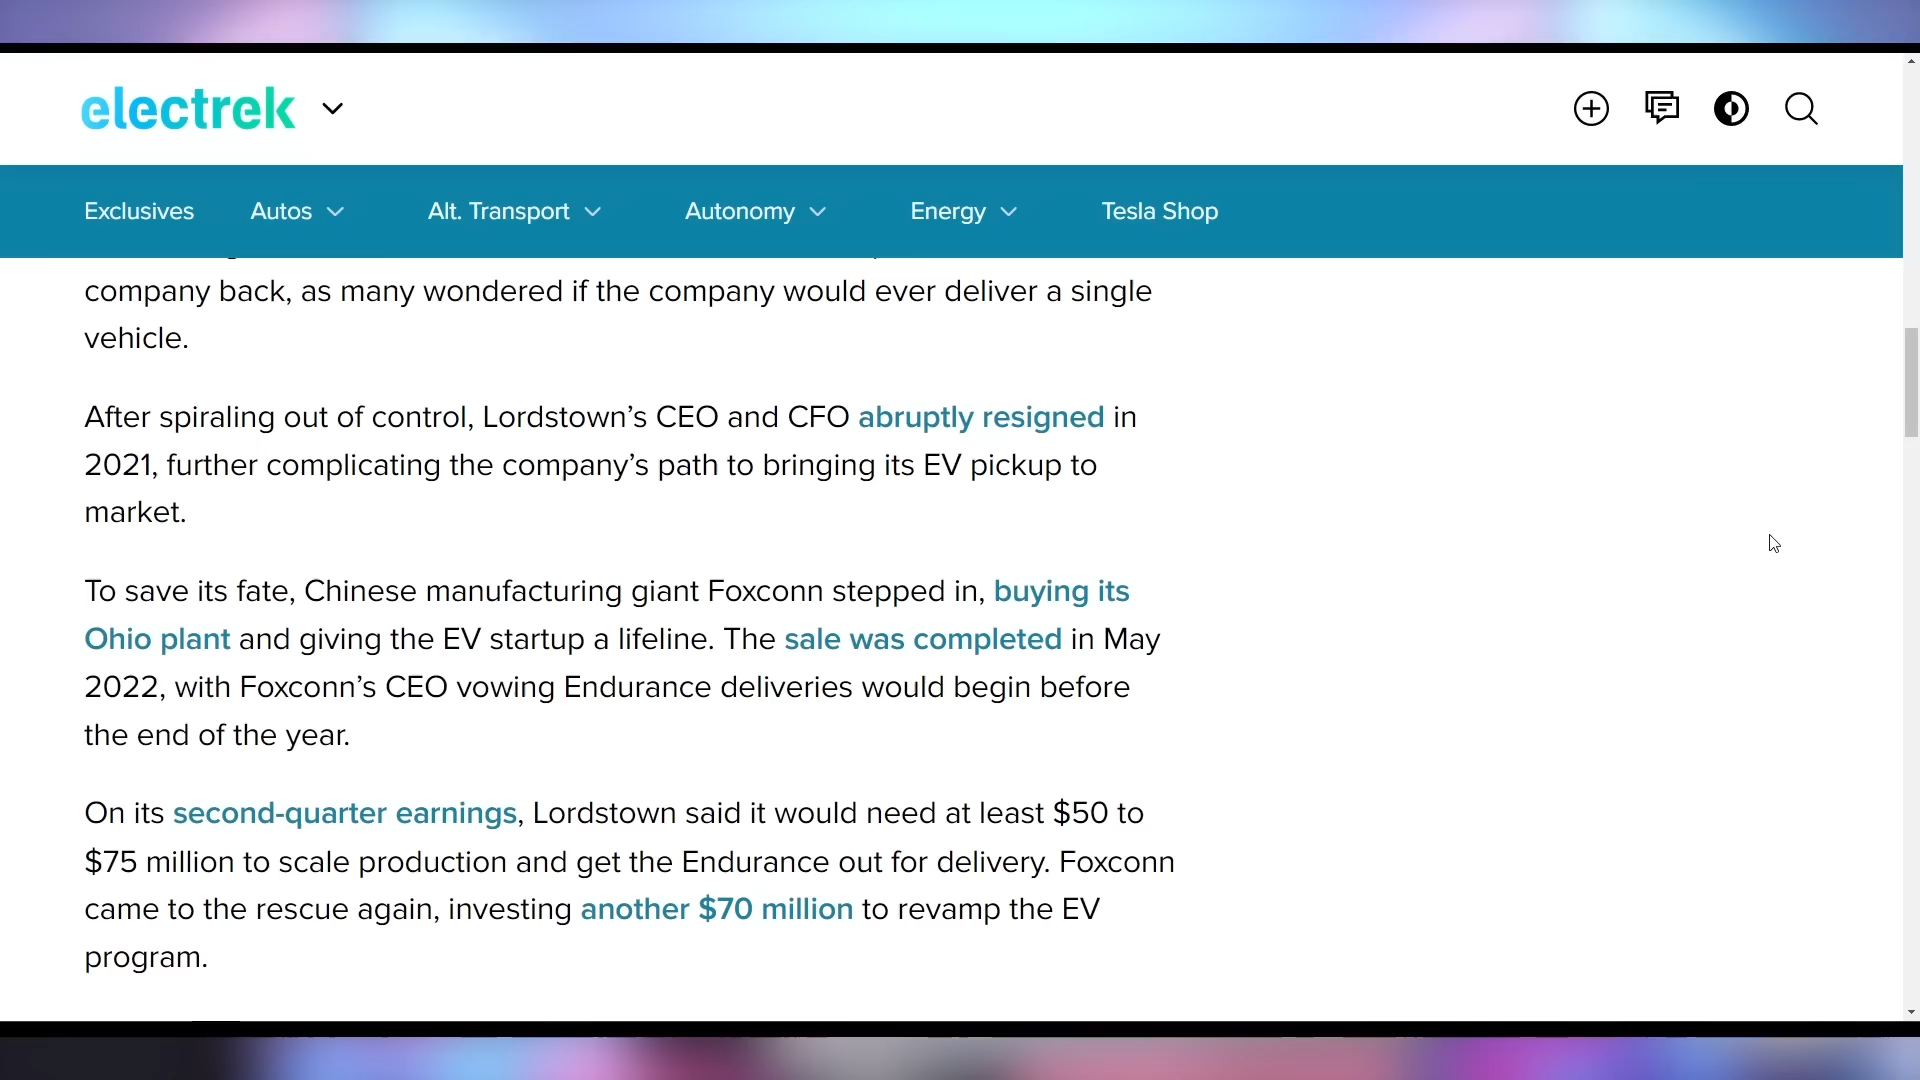 electrek
Exclusives Autos Alt. Transport Autonomy Energy Tesla Shop
company back, as many wondered if the company would ever deliver a single
vehicle.
After spiraling out of control, Lordstown’s CEO and CFO abruptly resigned in
2021, further complicating the company’s path to bringing its EV pickup to
market.
To save its fate, Chinese manufacturing giant Foxconn stepped in, buying its
Ohio plant and giving the EV startup a lifeline. The sale was completed in May
2022, with Foxconn’s CEO vowing Endurance deliveries would begin before
the end of the year.
On its second-quarter earnings, Lordstown said it would need at least $50 to
$75 million to scale production and get the Endurance out for delivery. Foxconn
came to the rescue again, investing another $70 million to revamp the EV
program.